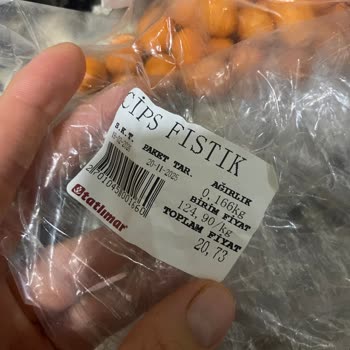 CİPS FISTIK
S.K.T. PAKET TAR. AĞIRLIK
20-11-2025 0,166kg
BİRİM FİYAT
124,90/kg
TOPLAM FİYAT
20,73
&tatlımar